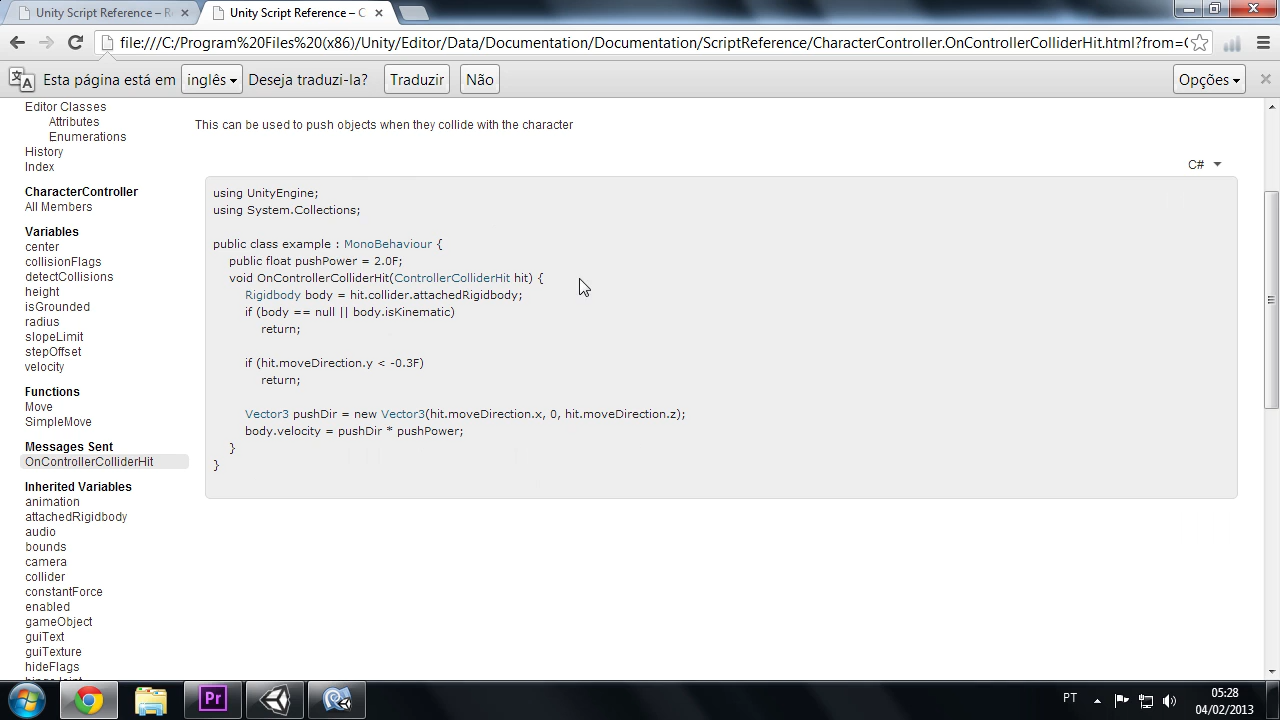 Unity Script Reference – R
Unity Script Reference – C
file:///C:/Program%20Files%20(x86)/Unity/Editor/Data/Documentation/Documentation/ScriptReference/CharacterController.OnControllerColliderHit.html?from=C
Esta página está em inglês Deseja traduzi-la? Traduzir Não Opções
Editor Classes
Attributes
Enumerations
History
Index
CharacterController
All Members
Variables
center
collisionFlags
detectCollisions
height
isGrounded
radius
slopeLimit
stepOffset
velocity
Functions
Move
SimpleMove
Messages Sent
OnControllerColliderHit
Inherited Variables
animation
attachedRigidbody
audio
bounds
camera
collider
constantForce
enabled
gameObject
guiText
guiTexture
hideFlags
This can be used to push objects when they collide with the character
C#
using UnityEngine;
using System.Collections;
public class example : MonoBehaviour {
public float pushPower = 2.0F;
void OnControllerColliderHit(ControllerColliderHit hit) {
Rigidbody body = hit.collider.attachedRigidbody;
if (body == null || body.isKinematic)
return;
if (hit.moveDirection.y < -0.3F)
return;
Vector3 pushDir = new Vector3(hit.moveDirection.x, 0, hit.moveDirection.z);
body.velocity = pushDir * pushPower;
}
}
Pr
PT
05:28
04/02/2013